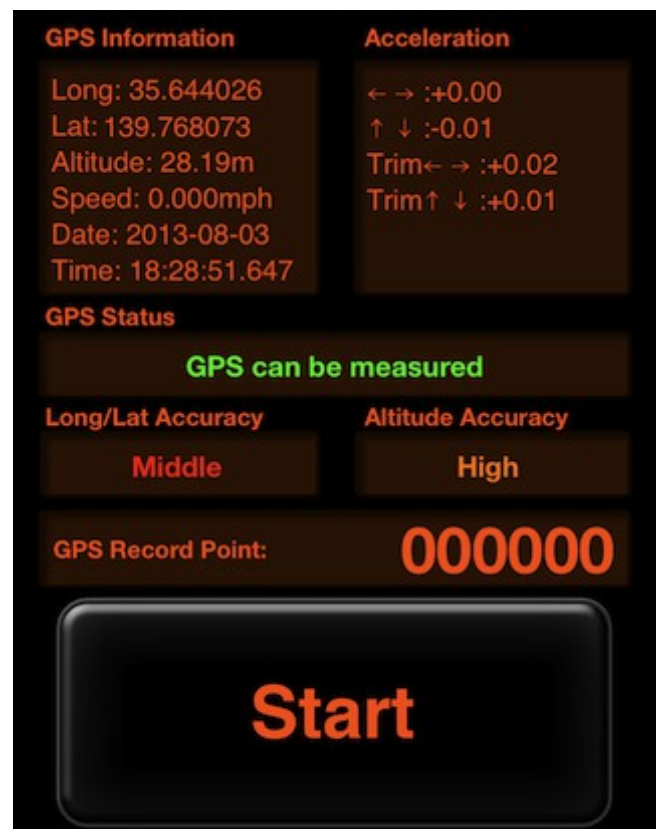 GPS Information
Long: 35.644026
Lat: 139.768073
Altitude: 28.19m
Speed: 0.000mph
Date: 2013-08-03
Time: 18:28:51.647
Acceleration
← → :+0.00
↑ ↓ :-0.01
Trim← → :+0.02
Trim↑ ↓ :+0.01
GPS Status
GPS can be measured
Long/Lat Accuracy
Middle
Altitude Accuracy
High
GPS Record Point: 000000
Start